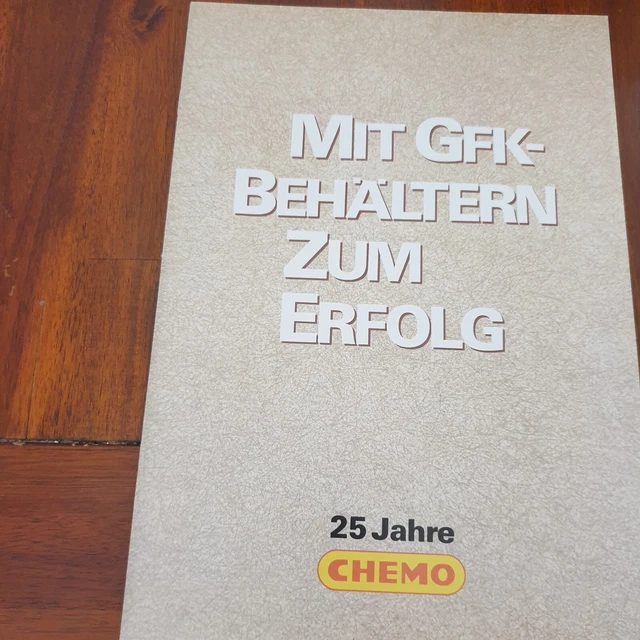 MIT GFK-
BEHÄLTERN
ZUM
ERFOLG
25 Jahre
CHEMO